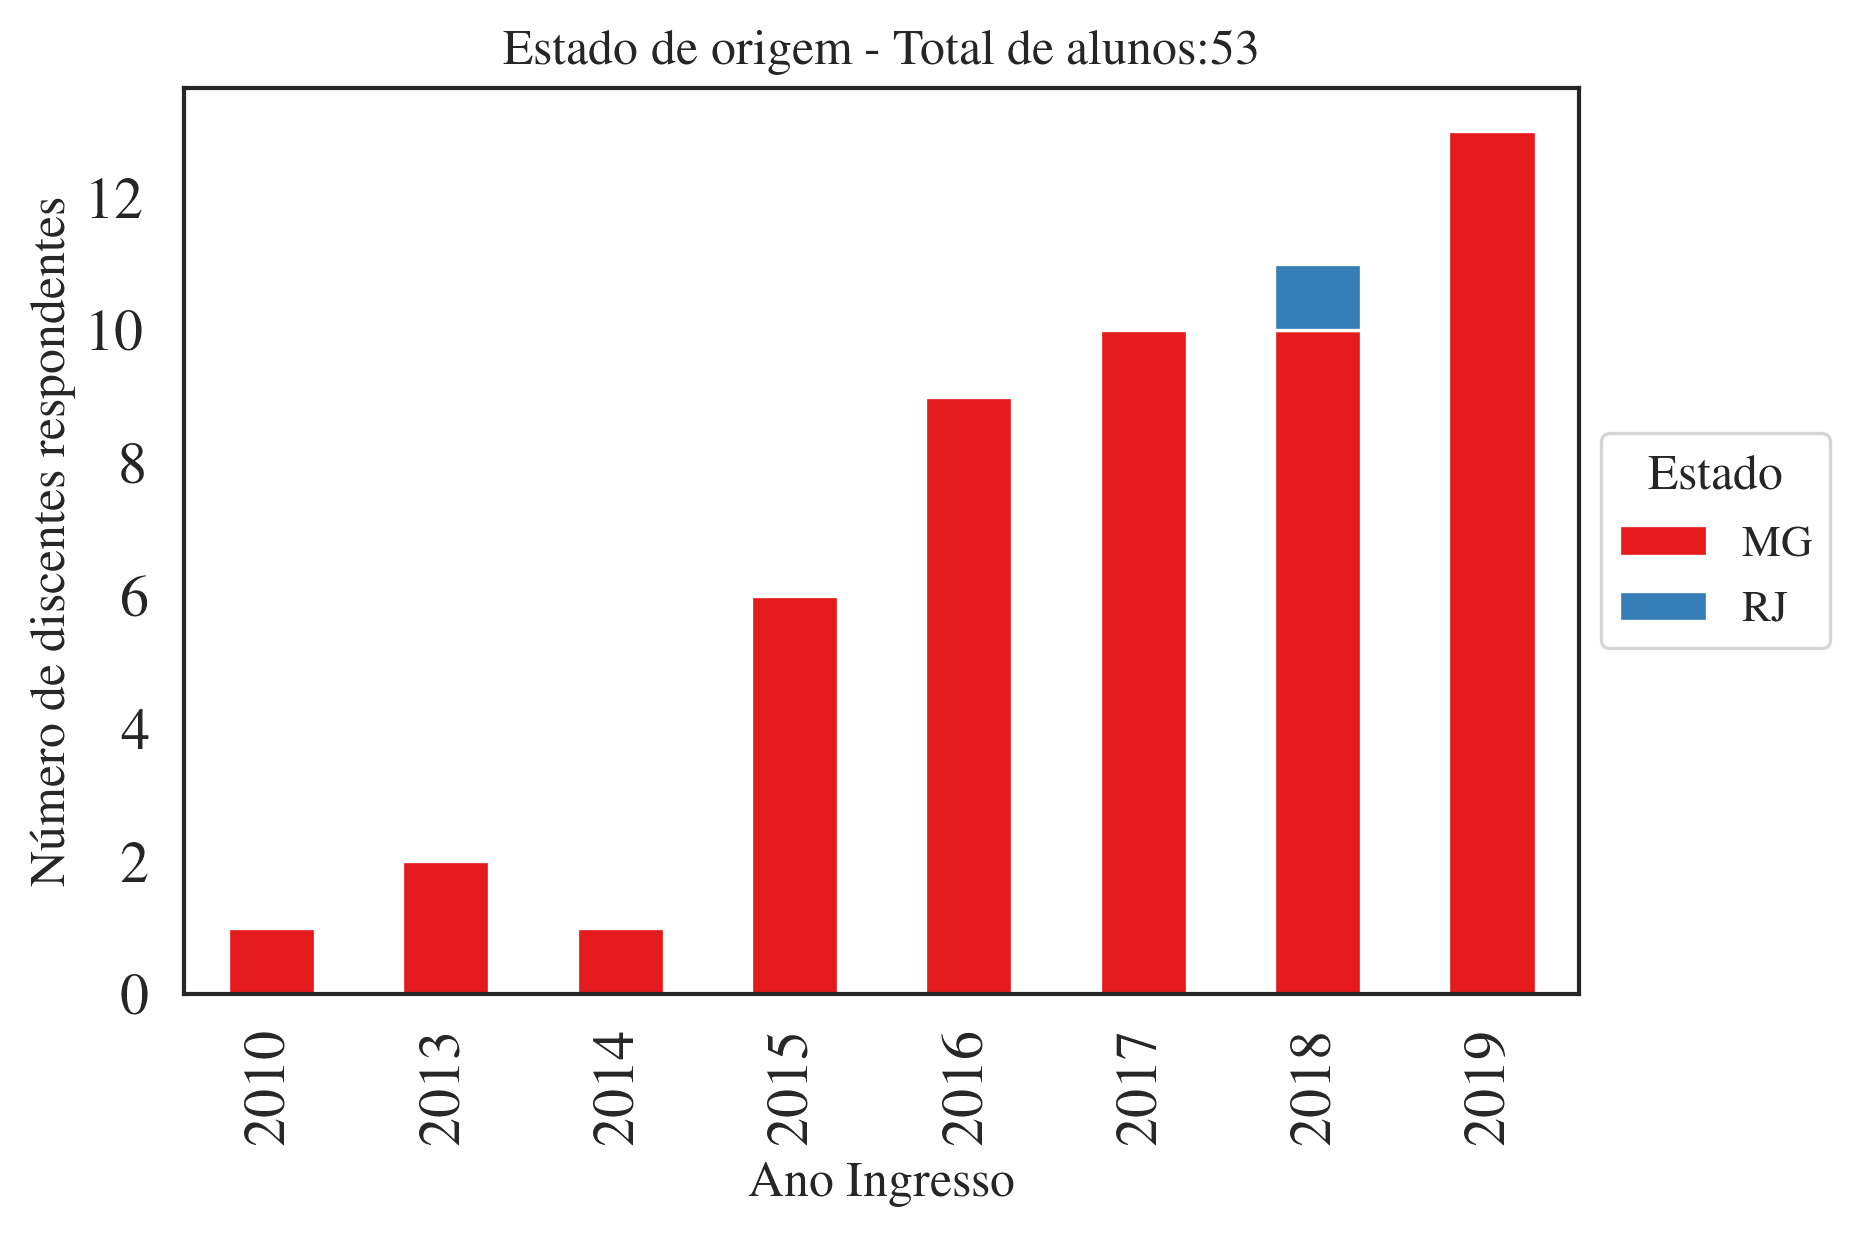 Estado de origem - Total de alunos:53
Número de discentes respondentes
12
10
8
6
4
2
0
2010 2013 2014 2015 2016 2017 2018 2019
Ano Ingresso
Estado
MG
RJ